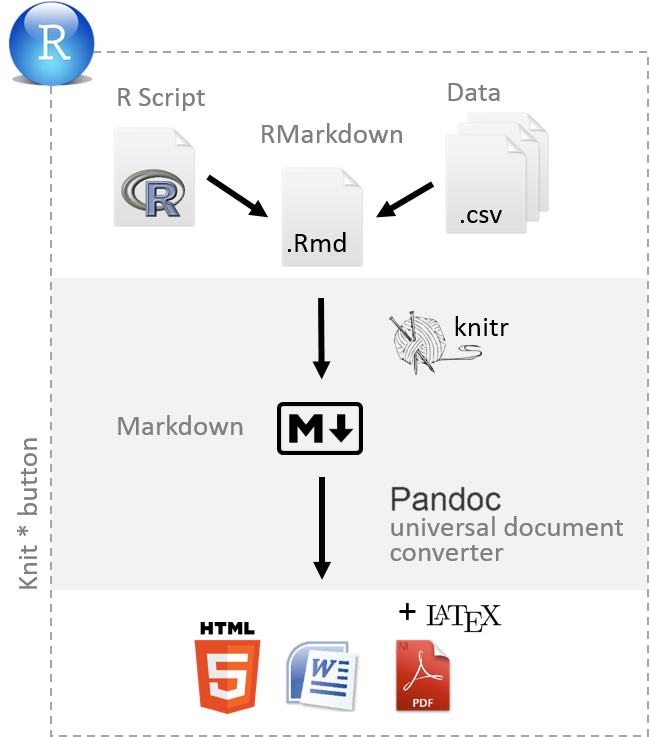 R
R Script
Data
RMarkdown
R
.csv
.Rmd
knitr
Markdown
M
Pandoc
universal document
converter
Knit * button
+ LATEX
HTML
5
W
PDF